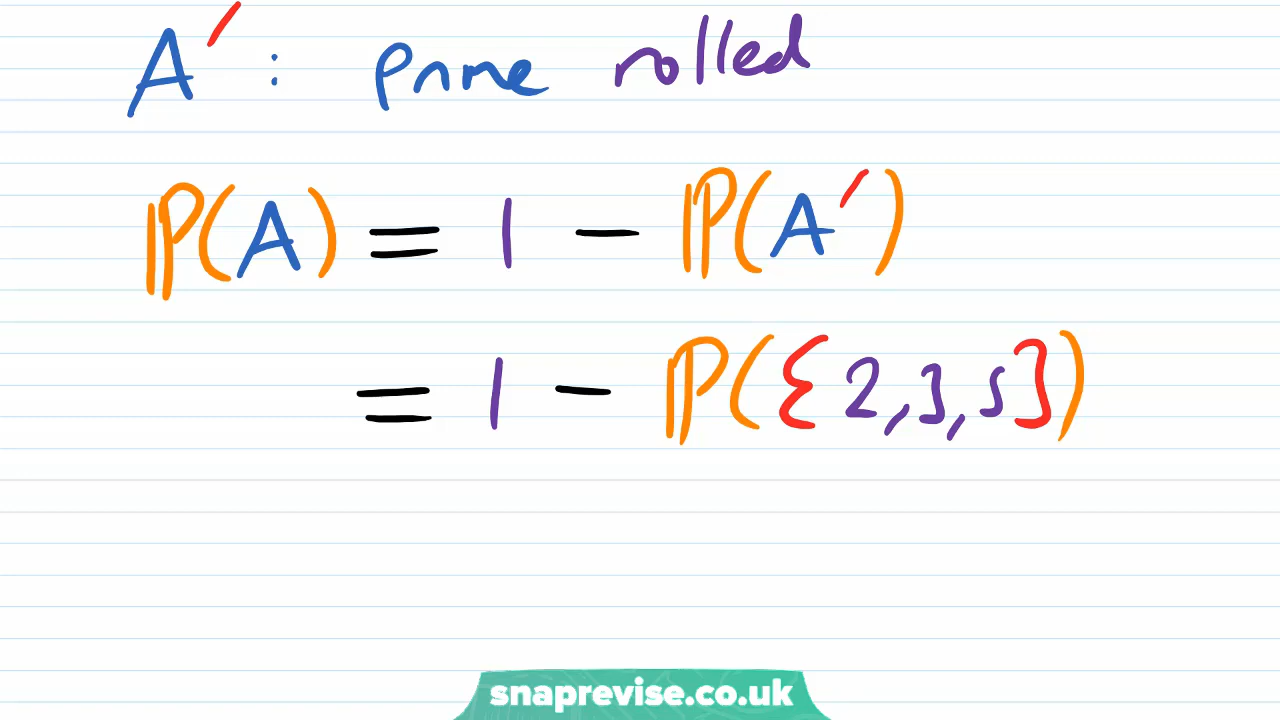 A′ : prime rolled
ℙ(A) = 1 − ℙ(A′)
= 1 − ℙ({2,3,5})
snaprevise.co.uk